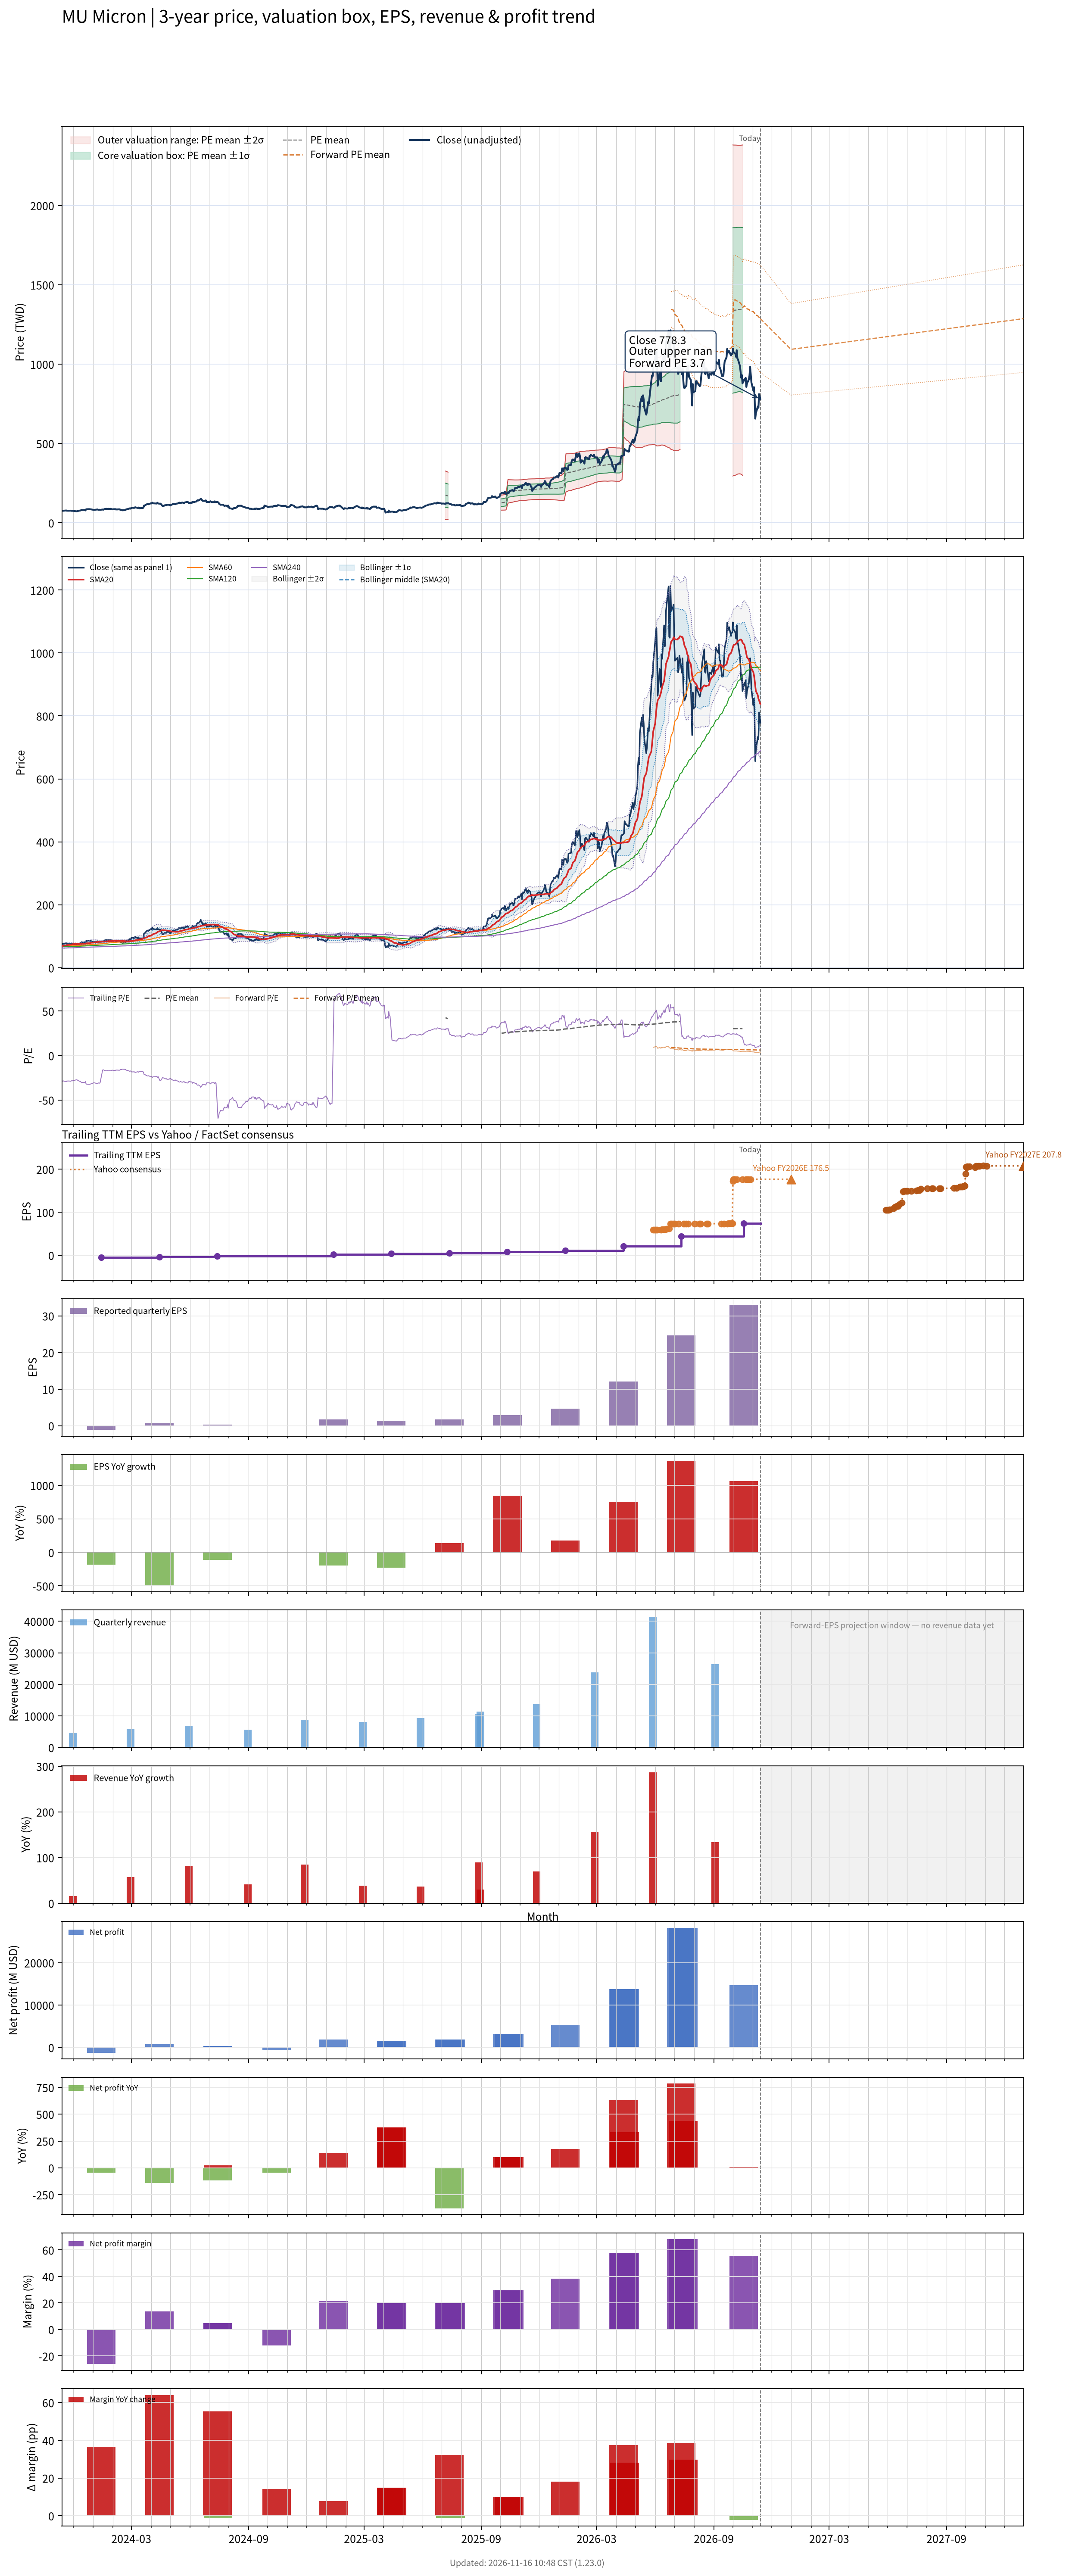 MU Micron | 3-year price, valuation box, EPS, revenue & profit trend
Outer valuation range: PE mean ±2σ
Core valuation box: PE mean ±1σ
PE mean
Forward PE mean
Close (unadjusted)
Today
Close 778.3
Outer upper nan
Forward PE 3.7
Price (TWD)
2000
1500
1000
500
0
Close (same as panel 1)
SMA20
SMA60
SMA120
SMA240
Bollinger ±2σ
Bollinger ±1σ
Bollinger middle (SMA20)
Price
1200
1000
800
600
400
200
0
Trailing P/E
P/E mean
Forward P/E
Forward P/E mean
P/E
50
0
-50
Trailing TTM EPS vs Yahoo / FactSet consensus
Trailing TTM EPS
Yahoo consensus
Today
Yahoo FY2026E 176.5
Yahoo FY2027E 207.8
EPS
200
100
0
Reported quarterly EPS
EPS
30
20
10
0
EPS YoY growth
YoY (%)
1000
500
0
-500
Quarterly revenue
Forward-EPS projection window — no revenue data yet
Revenue (M USD)
40000
30000
20000
10000
0
Revenue YoY growth
YoY (%)
300
200
100
0
Month
Net profit
Net profit (M USD)
20000
10000
0
Net profit YoY
YoY (%)
750
500
250
0
-250
Net profit margin
Margin (%)
60
40
20
0
-20
Margin YoY change
Δ margin (pp)
60
40
20
0
2024-03
2024-09
2025-03
2025-09
2026-03
2026-09
2027-03
2027-09
Updated: 2026-11-16 10:48 CST (1.23.0)